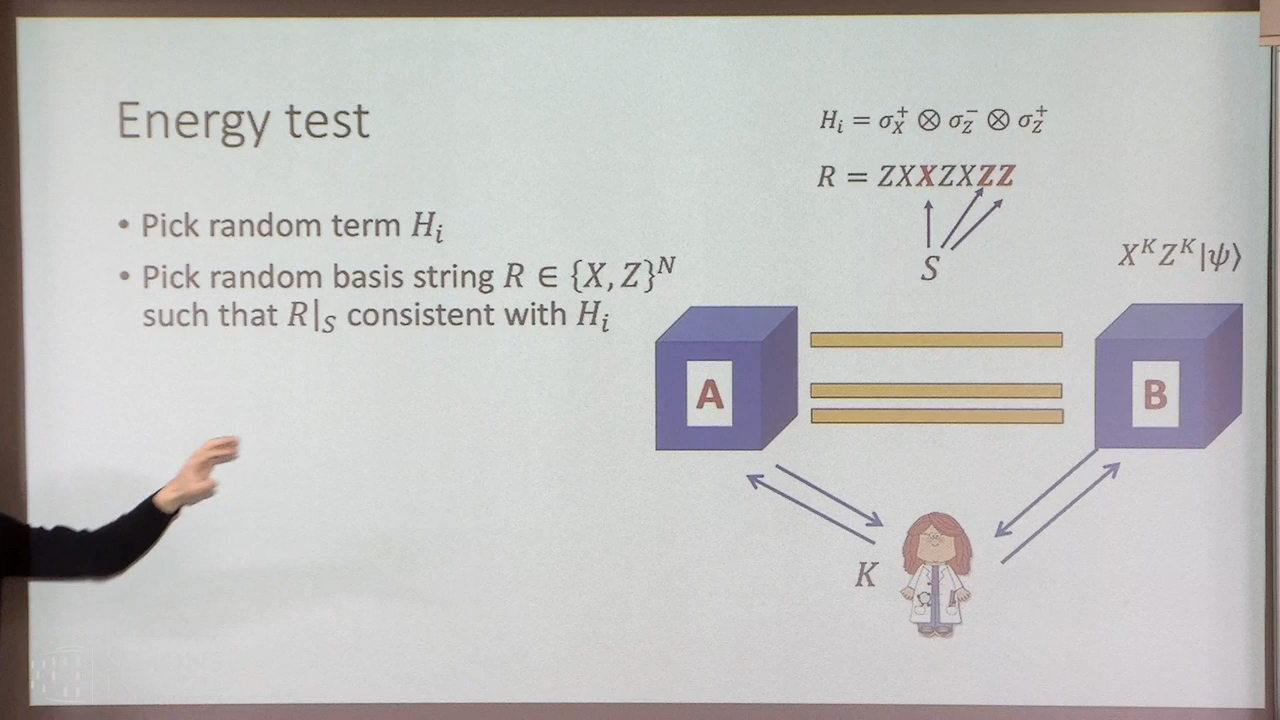 Energy test
• Pick random term H_i
• Pick random basis string R ∈ {X, Z}^N
such that R|_S consistent with H_i
H_i = σ_X^+ ⊗ σ_Z^- ⊗ σ_Z^+
R = ZXXZXZZ
S
X^K Z^K |ψ⟩
A
B
K